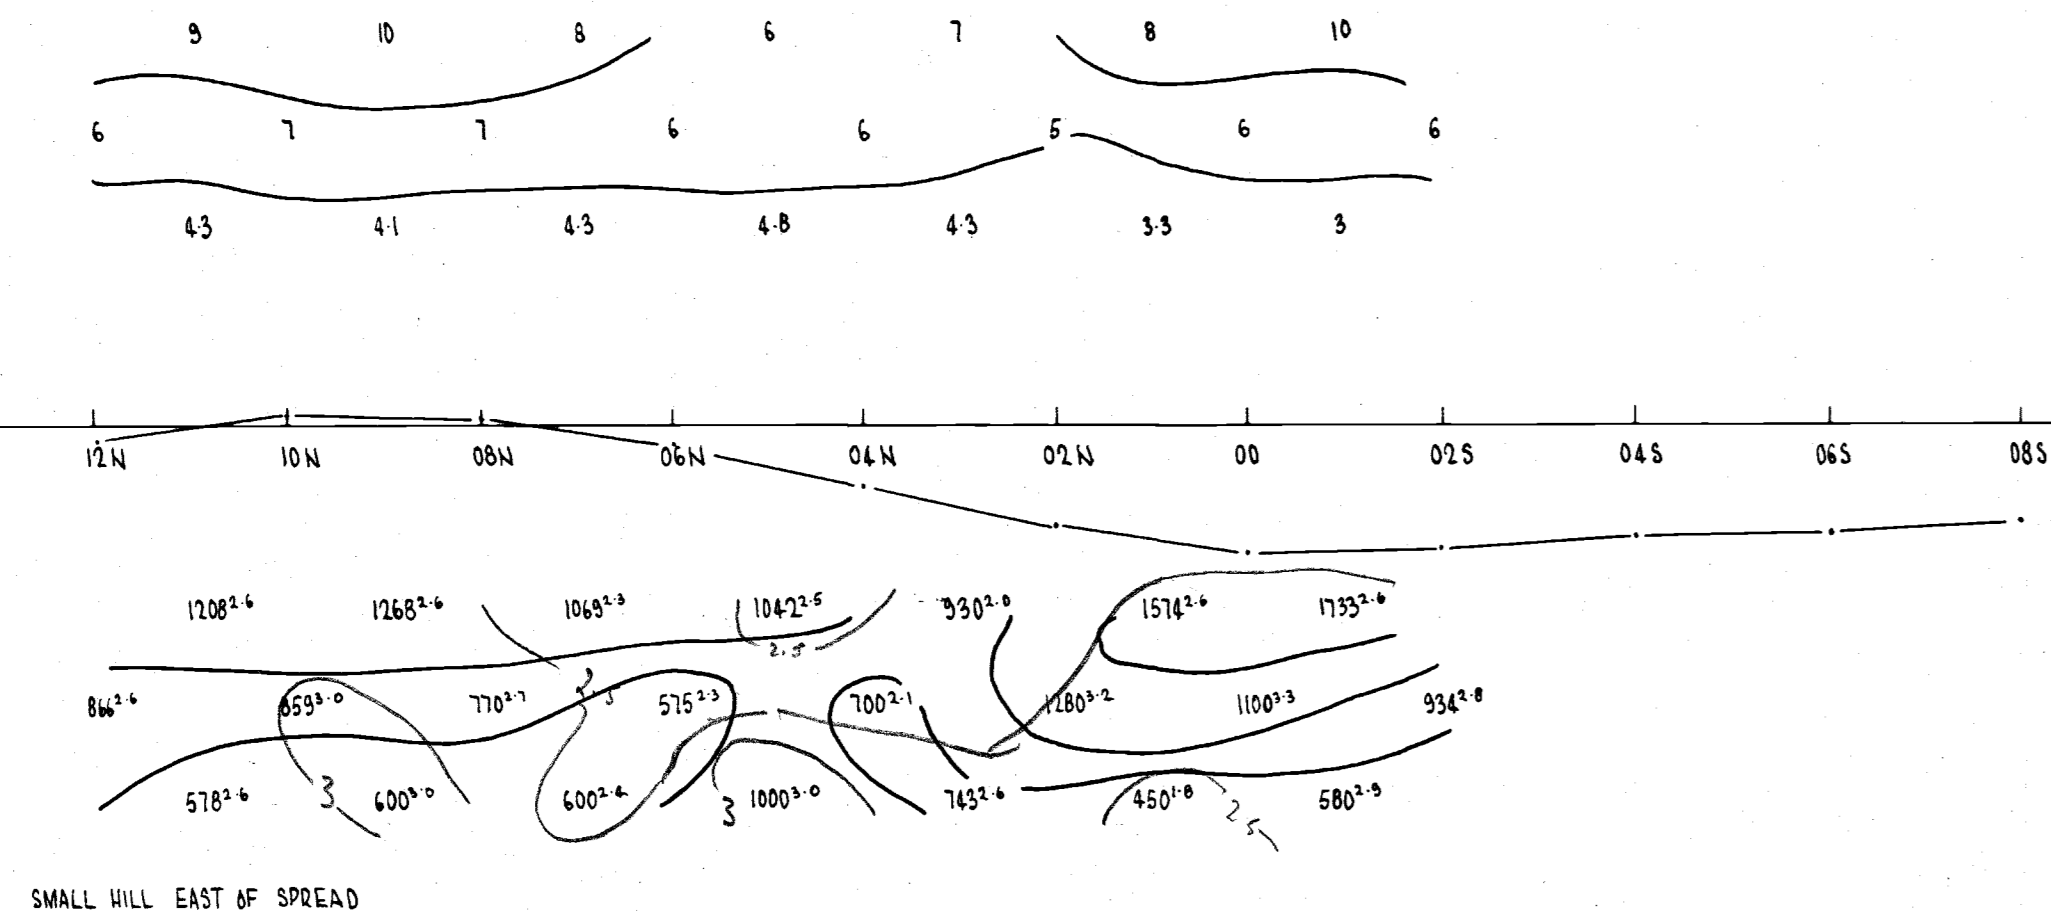 9 10 8 6 7 8 10
6 7 7 6 6 5 6 6
4.3 4.1 4.3 4.8 4.3 3.3 3
12N 10N 08N 06N 04N 02N 00 02S 04S 06S 08S
1208 2.6 1268 2.6 1069 2.3 1042 2.5 930 2.0 1574 2.6 1733 2.6
2.5
866 2.6 859 3.0 770 2.7 575 2.3 700 2.1 1280 3.2 1100 3.3 934 2.8
578 2.6 3 600 3.0 600 2.4 3 1000 3.0 743 2.6 450 1.8 2.5 580 2.9
SMALL HILL EAST OF SPREAD